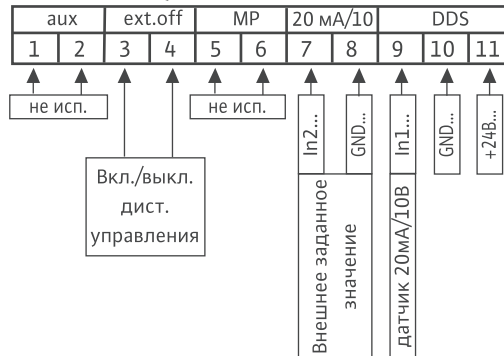 aux ext.off MP 20 мА/10 DDS
1 2 3 4 5 6 7 8 9 10 11
не исп. не исп.
In2... GND... In1... GND... +24В...
Вкл./выкл.
дист.
управления
Внешнее заданное
значение
датчик 20мА/10В